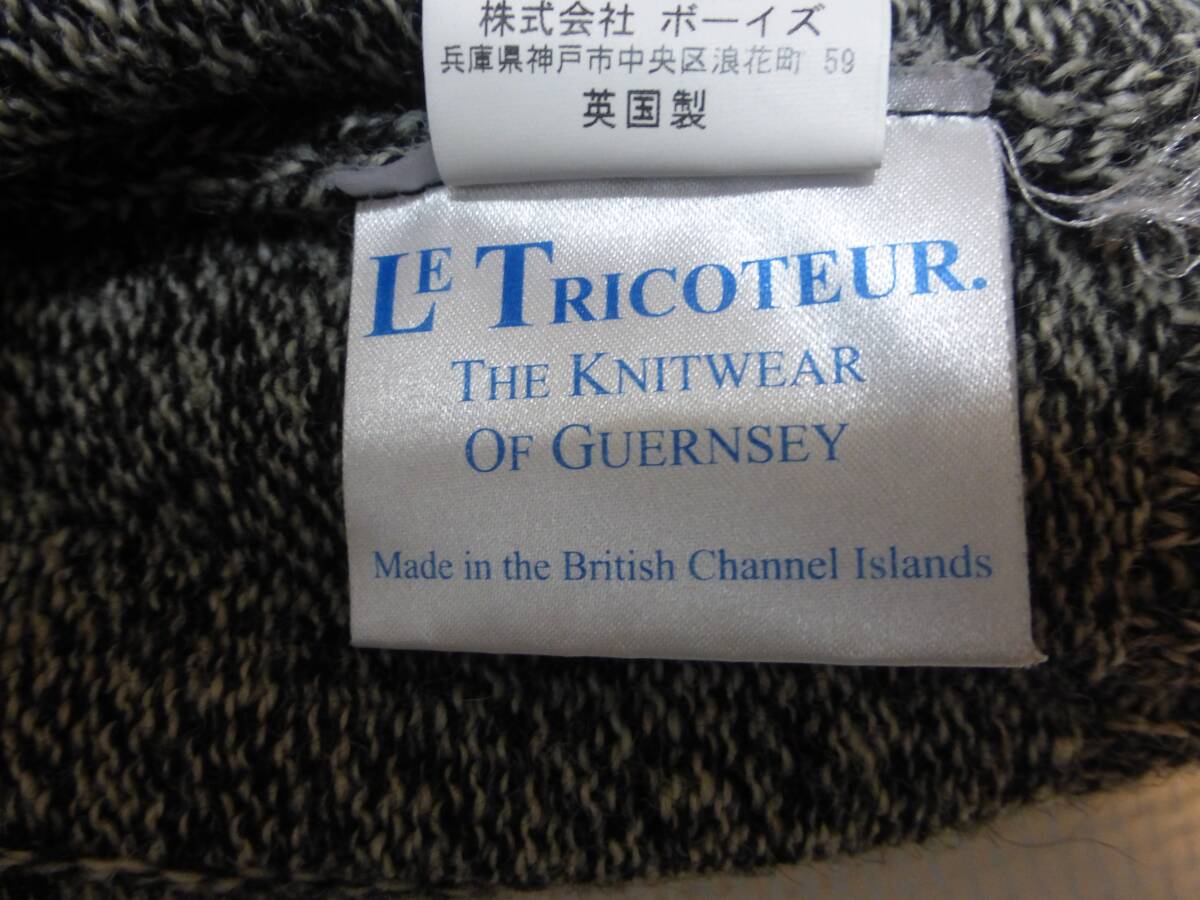 株式会社 ボーイズ
兵庫県神戸市中央区浪花町 59
英国製
LE TRICOTEUR.
THE KNITWEAR
OF GUERNSEY
Made in the British Channel Islands